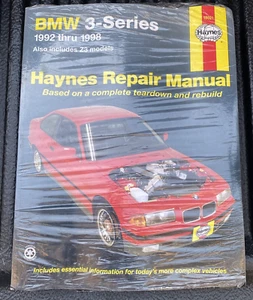 BMW 3-Series
1992 thru 1998
Also includes Z3 models
Haynes
Haynes Repair Manual
Based on a complete teardown and rebuild
Includes essential information for today's more complex vehicles